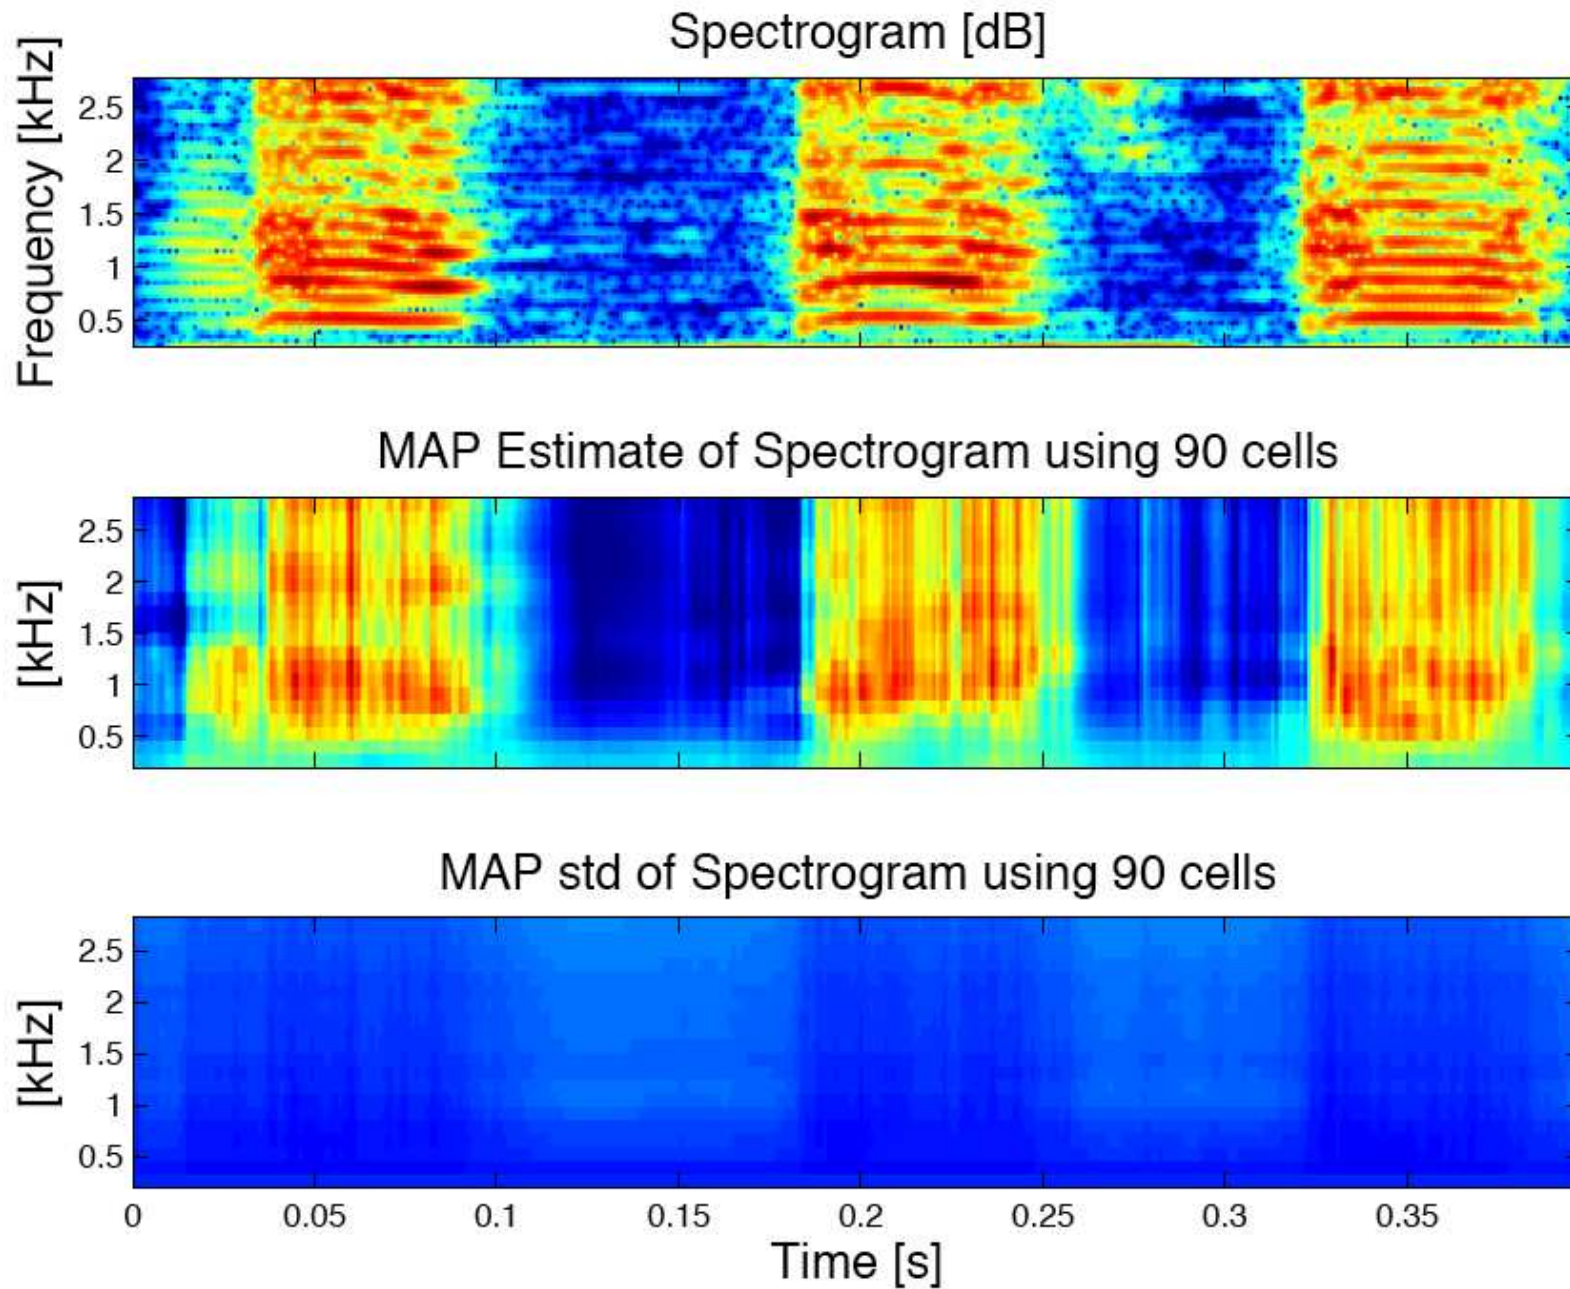 Spectrogram [dB]
Frequency [kHz]
2.5
2
1.5
1
0.5
MAP Estimate of Spectrogram using 90 cells
[kHz]
2.5
2
1.5
1
0.5
MAP std of Spectrogram using 90 cells
[kHz]
2.5
2
1.5
1
0.5
0 0.05 0.1 0.15 0.2 0.25 0.3 0.35
Time [s]